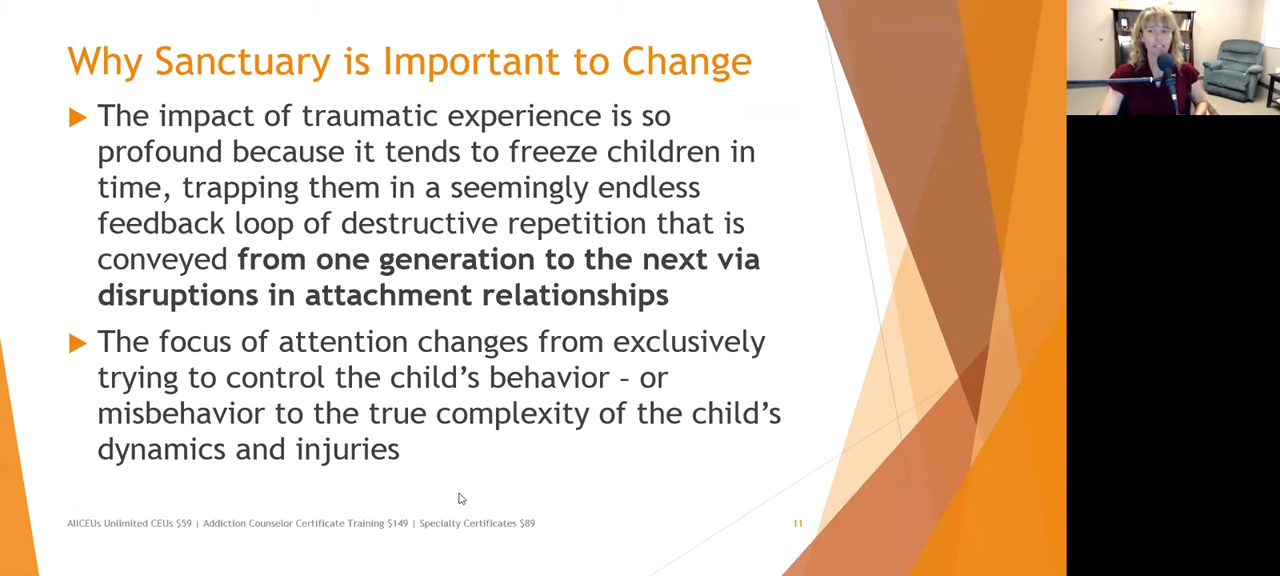 Why Sanctuary is Important to Change
The impact of traumatic experience is so
profound because it tends to freeze children in
time, trapping them in a seemingly endless
feedback loop of destructive repetition that is
conveyed from one generation to the next via
disruptions in attachment relationships
The focus of attention changes from exclusively
trying to control the child's behavior – or
misbehavior to the true complexity of the child's
dynamics and injuries
AllCEUs Unlimited CEUs $59 | Addiction Counselor Certificate Training $149 | Specialty Certificates $89
11